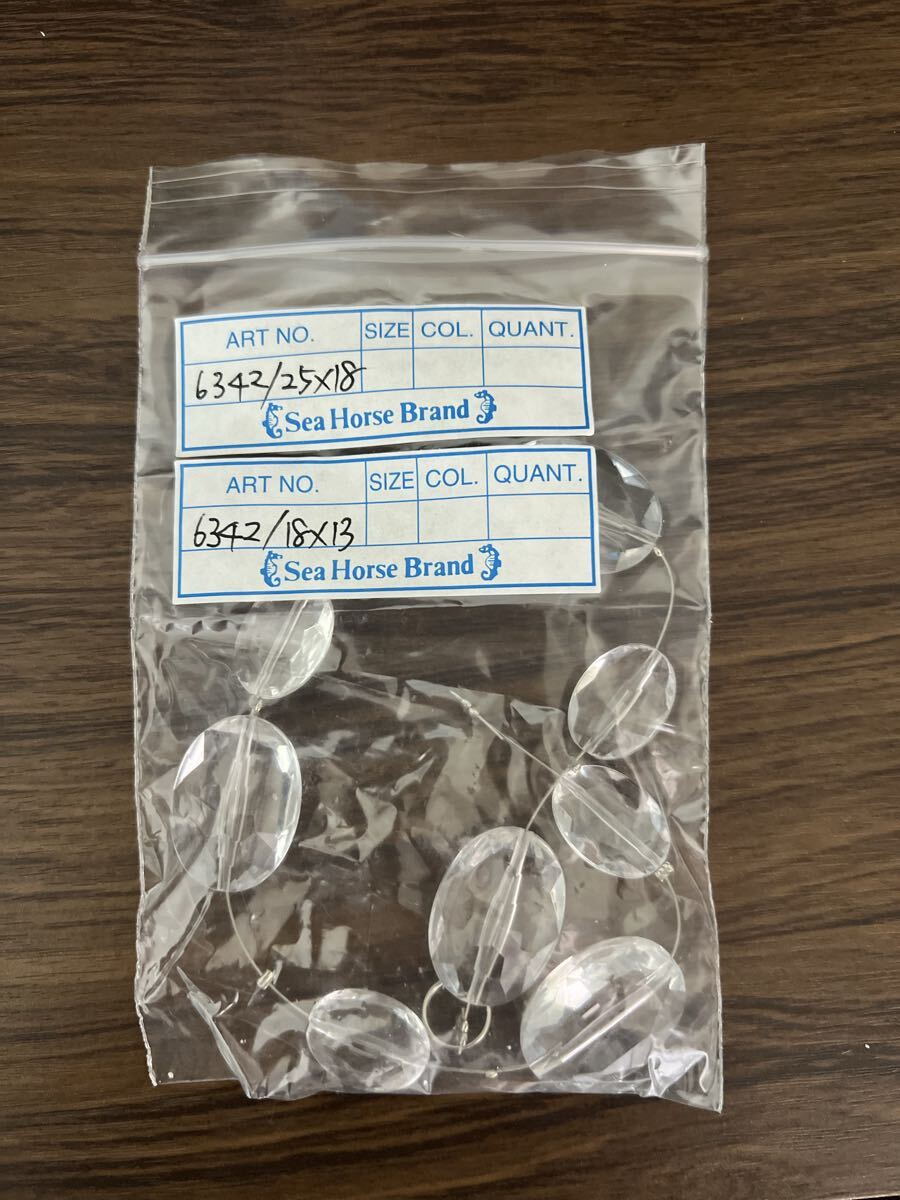 ART NO. SIZE COL. QUANT.
6342/25X18
Sea Horse Brand
ART NO. SIZE COL. QUANT.
6342/18X13
Sea Horse Brand